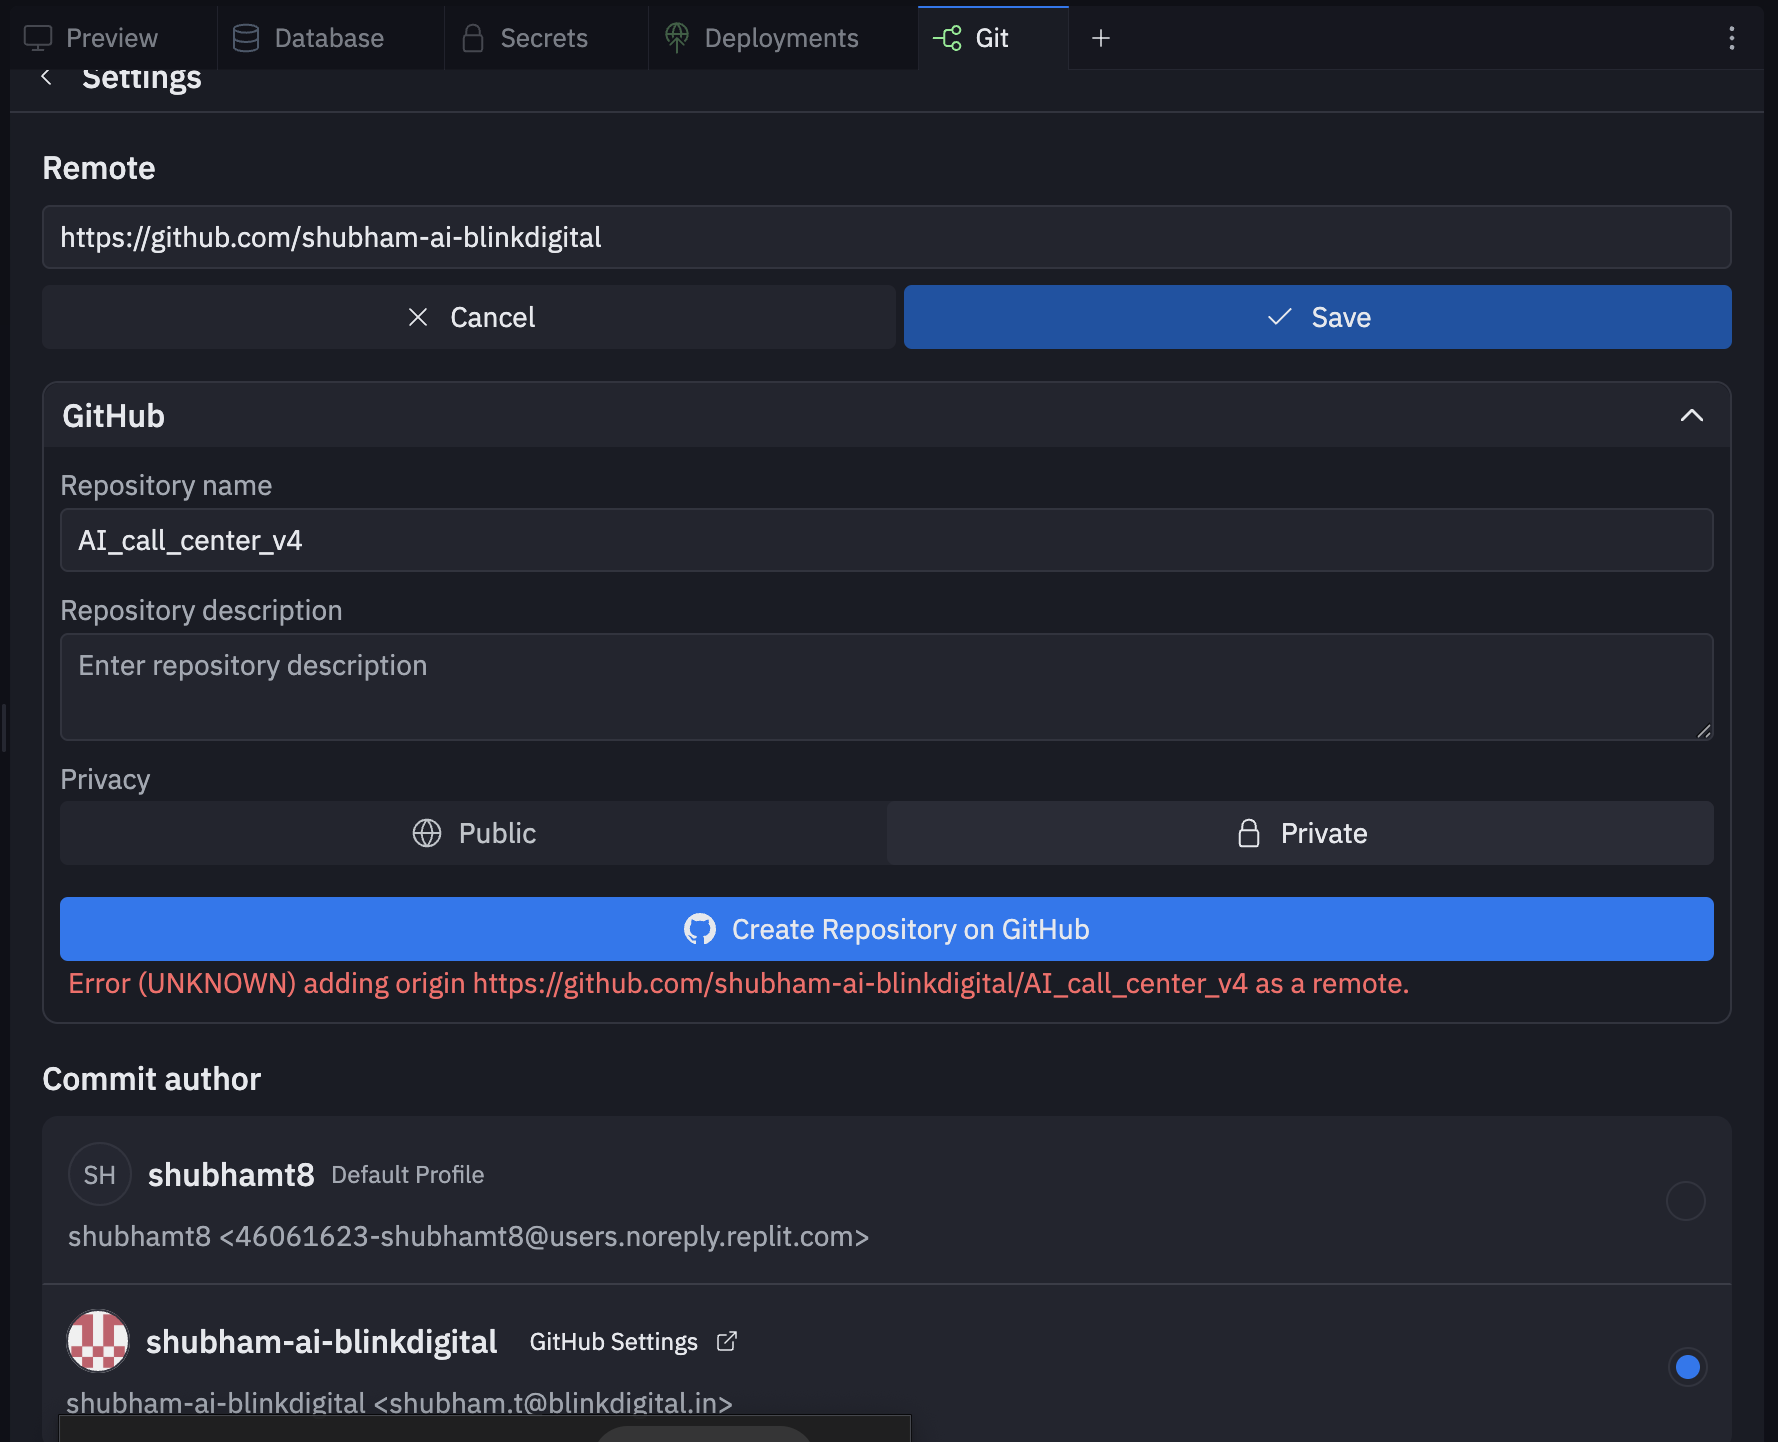 Preview Database Secrets Deployments Git
Settings
Remote
https://github.com/shubham-ai-blinkdigital
Cancel Save
GitHub
Repository name
AI_call_center_v4
Repository description
Enter repository description
Privacy
Public Private
Create Repository on GitHub
Error (UNKNOWN) adding origin https://github.com/shubham-ai-blinkdigital/AI_call_center_v4 as a remote.
Commit author
SH shubhamt8 Default Profile
shubhamt8 <46061623-shubhamt8@users.noreply.replit.com>
shubham-ai-blinkdigital GitHub Settings
shubham-ai-blinkdigital <shubham.t@blinkdigital.in>